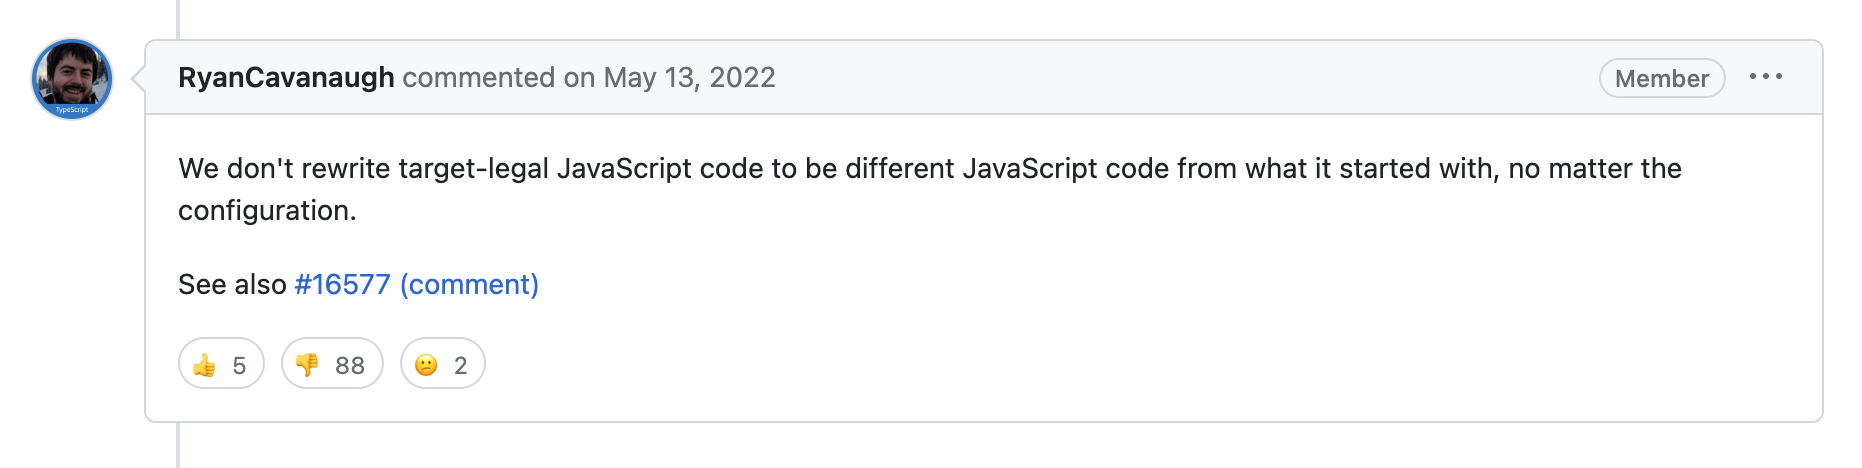 RyanCavanaugh commented on May 13, 2022
Member
TypeScript
We don't rewrite target-legal JavaScript code to be different JavaScript code from what it started with, no matter the
configuration.
See also #16577 (comment)
👍 5 👎 88 😕 2